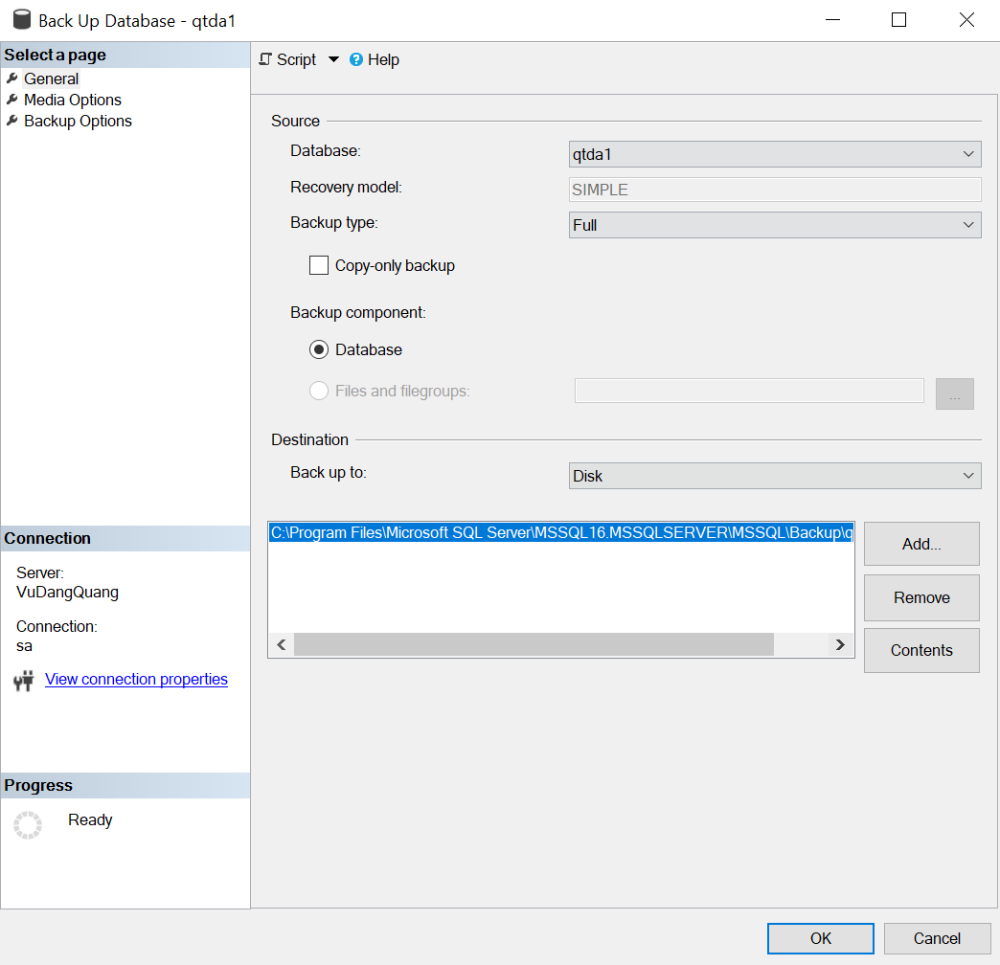 Back Up Database - qtda1
Select a page
General
Media Options
Backup Options
Script
Help
Source
Database:
qtda1
Recovery model:
SIMPLE
Backup type:
Full
Copy-only backup
Backup component:
Database
Files and filegroups:
...
Destination
Back up to:
Disk
C:\Program Files\Microsoft SQL Server\MSSQL16.MSSQLSERVER\MSSQL\Backup\q
Add...
Remove
Contents
Connection
Server:
VuDangQuang
Connection:
sa
View connection properties
Progress
Ready
OK
Cancel